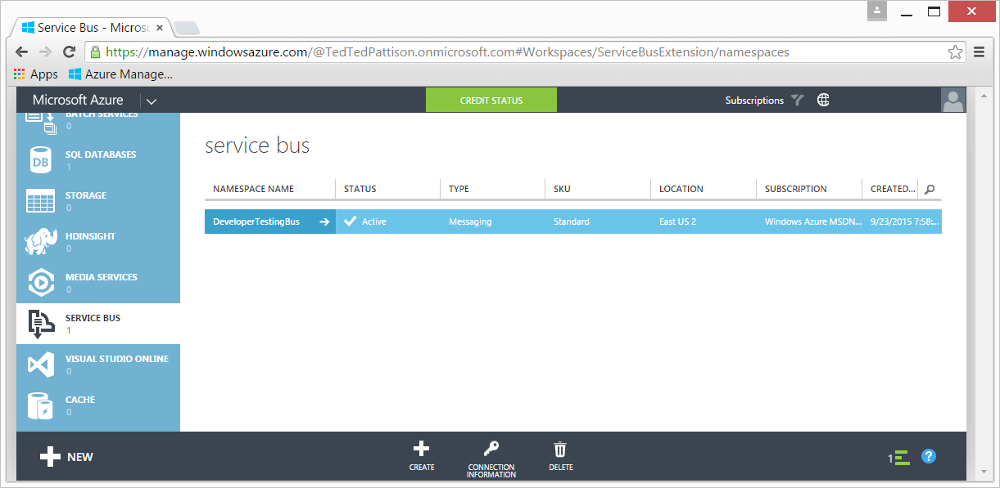 Service Bus - Micros
https://manage.windowsazure.com/@TedTedPattison.onmicrosoft.com#Workspaces/ServiceBusExtension/namespaces
Apps Azure Manage...
Microsoft Azure CREDIT STATUS Subscriptions
BATCH SERVICES
0
DB SQL DATABASES
1
STORAGE
0
HDINSIGHT
0
MEDIA SERVICES
0
SERVICE BUS
1
VISUAL STUDIO ONLINE
0
CACHE
0
service bus
NAMESPACE NAME STATUS TYPE SKU LOCATION SUBSCRIPTION CREATED...
DeveloperTestingBus Active Messaging Standard East US 2 Windows Azure MSDN... 9/23/2015 7:58:...
NEW
CREATE
CONNECTION
INFORMATION
DELETE
1
?